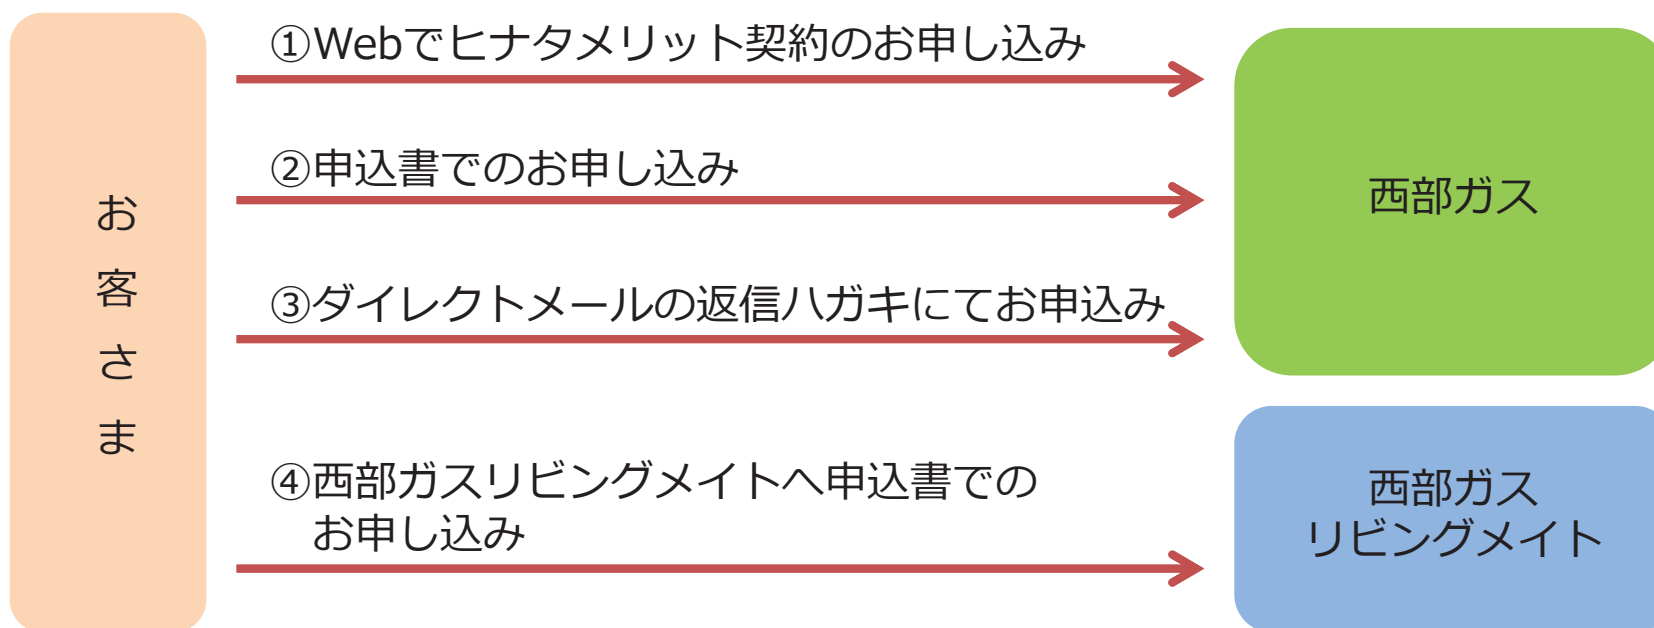 お客さま
①Webでヒナタメリット契約のお申し込み
②申込書でのお申し込み
③ダイレクトメールの返信ハガキにてお申込み
④西部ガスリビングメイトへ申込書での
お申し込み
西部ガス
西部ガス
リビングメイト